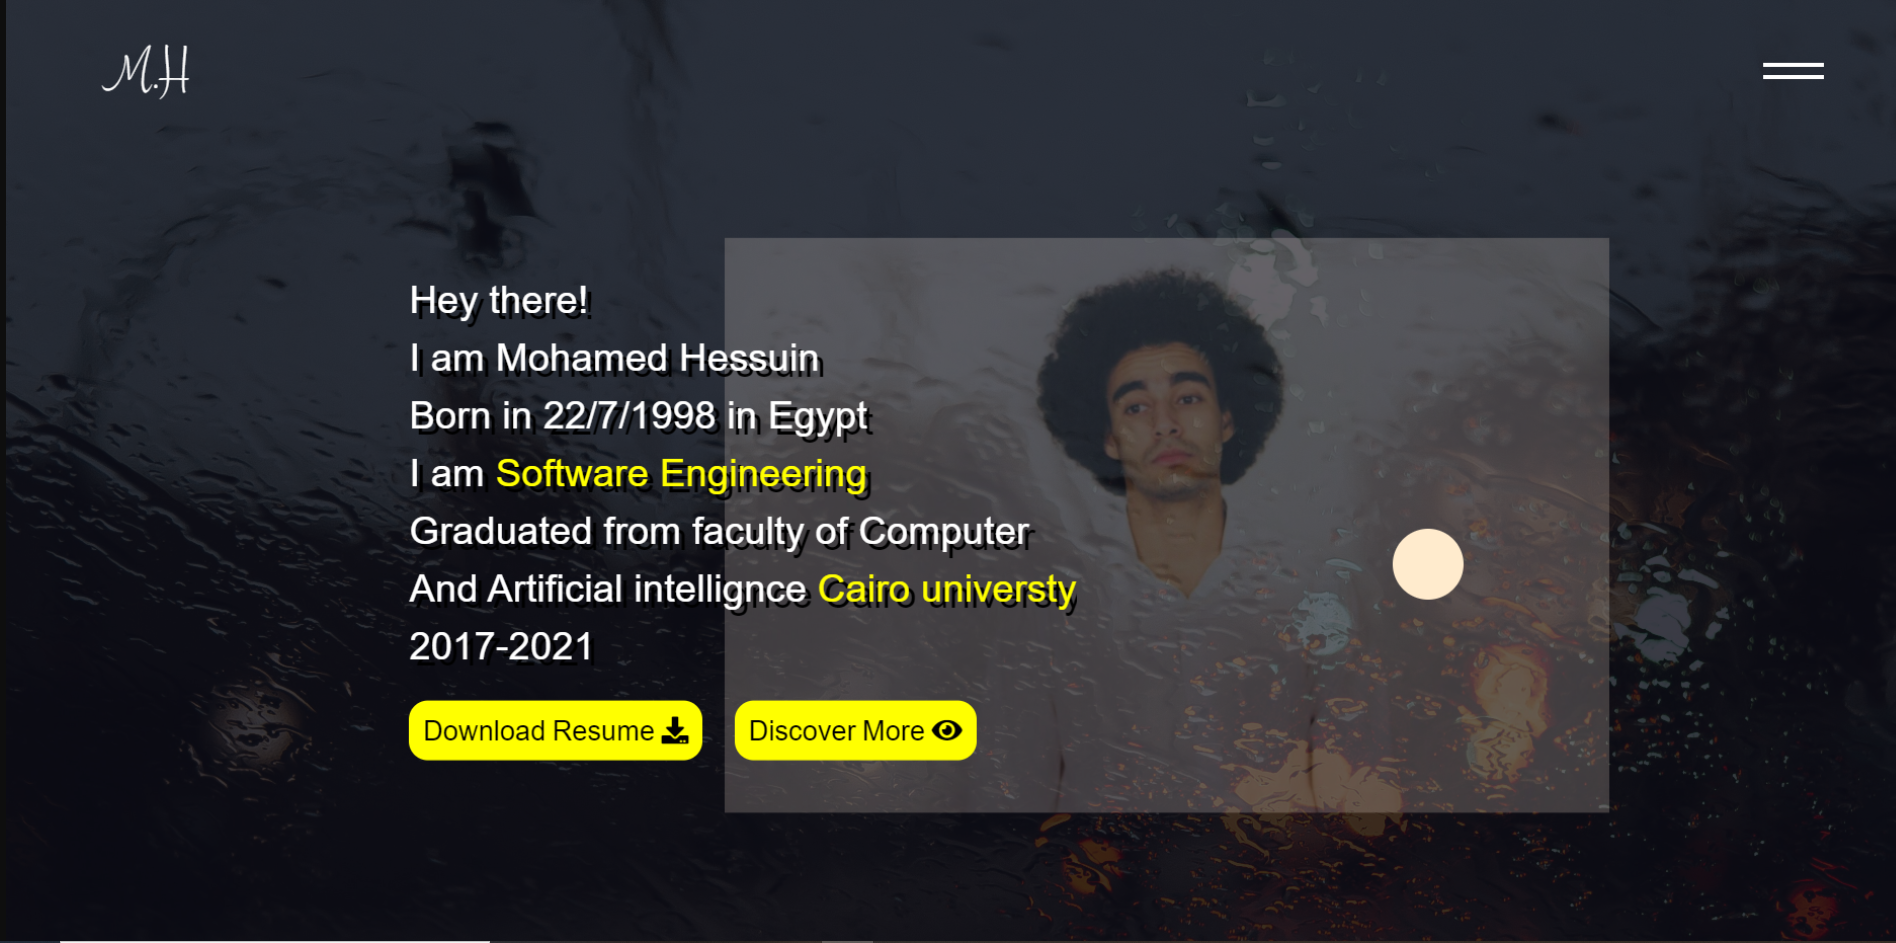 M.H
Hey there!
I am Mohamed Hessuin
Born in 22/7/1998 in Egypt
I am Software Engineering
Graduated from faculty of Computer
And Artificial intellignce Cairo universty
2017-2021
Download Resume
Discover More